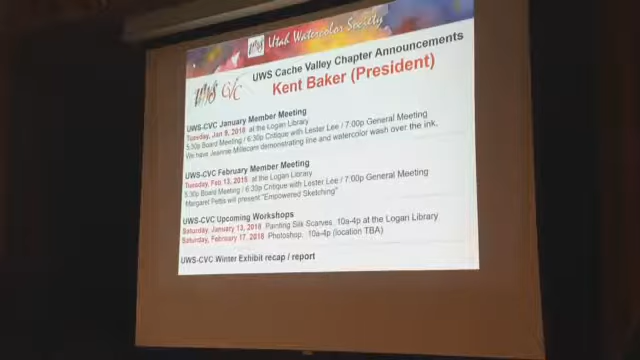 UWS Utah Watercolor Society
UWS CVC
UWS Cache Valley Chapter Announcements
Kent Baker (President)
UWS-CVC January Member Meeting
Tuesday, Jan 9, 2018 at the Logan Library
5:30p Board Meeting / 6:30p Critique with Lester Lee / 7:00p General Meeting
We have Jeannie Millecam demonstrating line and watercolor wash over the ink.
UWS-CVC February Member Meeting
Tuesday, Feb 13, 2018 at the Logan Library
5:30p Board Meeting / 6:30p Critique with Lester Lee / 7:00p General Meeting
Margaret Pettis will present "Empowered Sketching"
UWS-CVC Upcoming Workshops
Saturday, January 13, 2018 Painting Silk Scarves. 10a-4p at the Logan Library
Saturday, February 17, 2018 Photoshop. 10a-4p (location TBA)
UWS-CVC Winter Exhibit recap / report